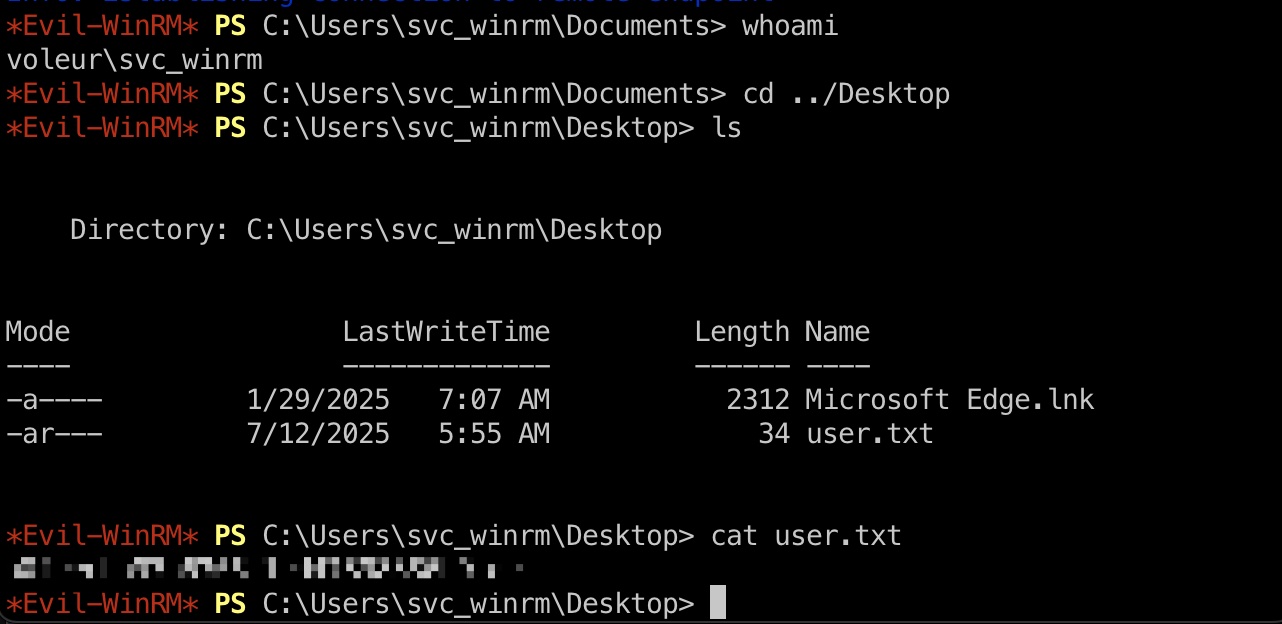 *Evil-WinRM* PS C:\Users\svc_winrm\Documents> whoami
voleur\svc_winrm
*Evil-WinRM* PS C:\Users\svc_winrm\Documents> cd ../Desktop
*Evil-WinRM* PS C:\Users\svc_winrm\Desktop> ls
Directory: C:\Users\svc_winrm\Desktop
Mode LastWriteTime Length Name
---- ------------- ------ ----
-a---- 1/29/2025 7:07 AM 2312 Microsoft Edge.lnk
-ar--- 7/12/2025 5:55 AM 34 user.txt
*Evil-WinRM* PS C:\Users\svc_winrm\Desktop> cat user.txt
*Evil-WinRM* PS C:\Users\svc_winrm\Desktop>